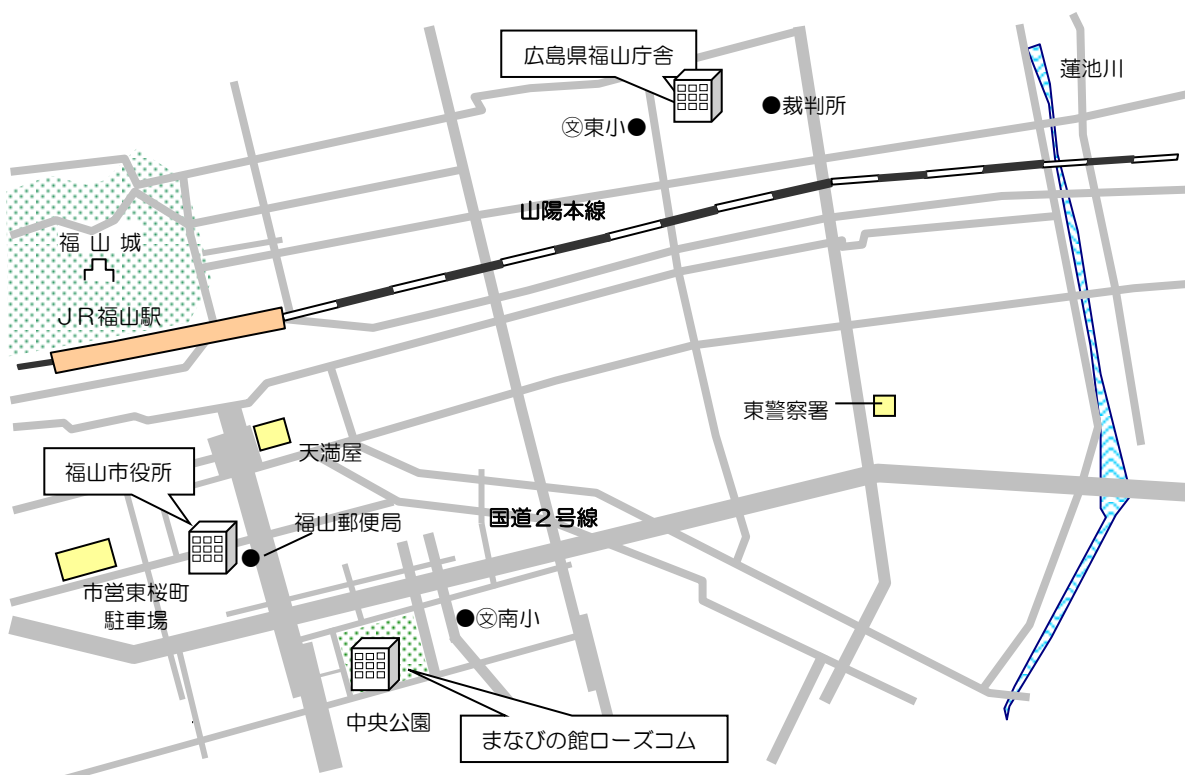 広島県福山庁舎
蓮池川
●裁判所
㊫東小●
山陽本線
福山城
JR福山駅
東警察署
天満屋
福山市役所
国道2号線
福山郵便局
市営東桜町
駐車場
●㊫南小
中央公園
まなびの館ローズコム